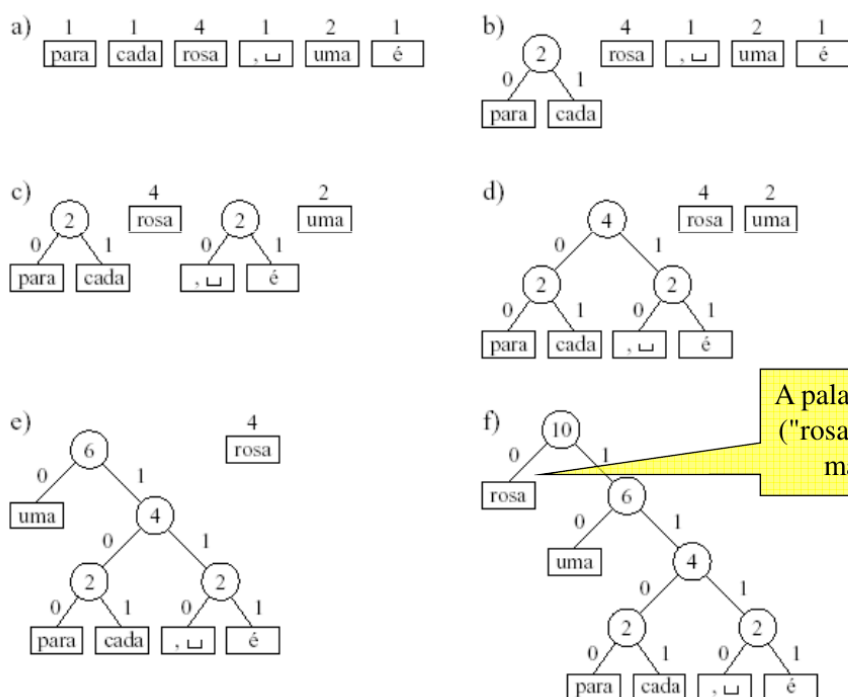 a) 1 1 4 1 2 1
para cada rosa , ␣ uma é
b) 4 1 2 1
2 rosa , ␣ uma é
0 1
para cada
c) 4 2
2 rosa 2 uma
0 1 0 1
para cada , ␣ é
d) 4 2
4 rosa uma
0 1
2 2
0 1 0 1
para cada , ␣ é
e) 4
6 rosa
0 1
uma 4
0 1
2 2
0 1 0 1
para cada , ␣ é
f) 10
0 1
rosa 6
0 1
uma 4
0 1
2 2
0 1 0 1
para cada , ␣ é
A pala
("rosa
ma